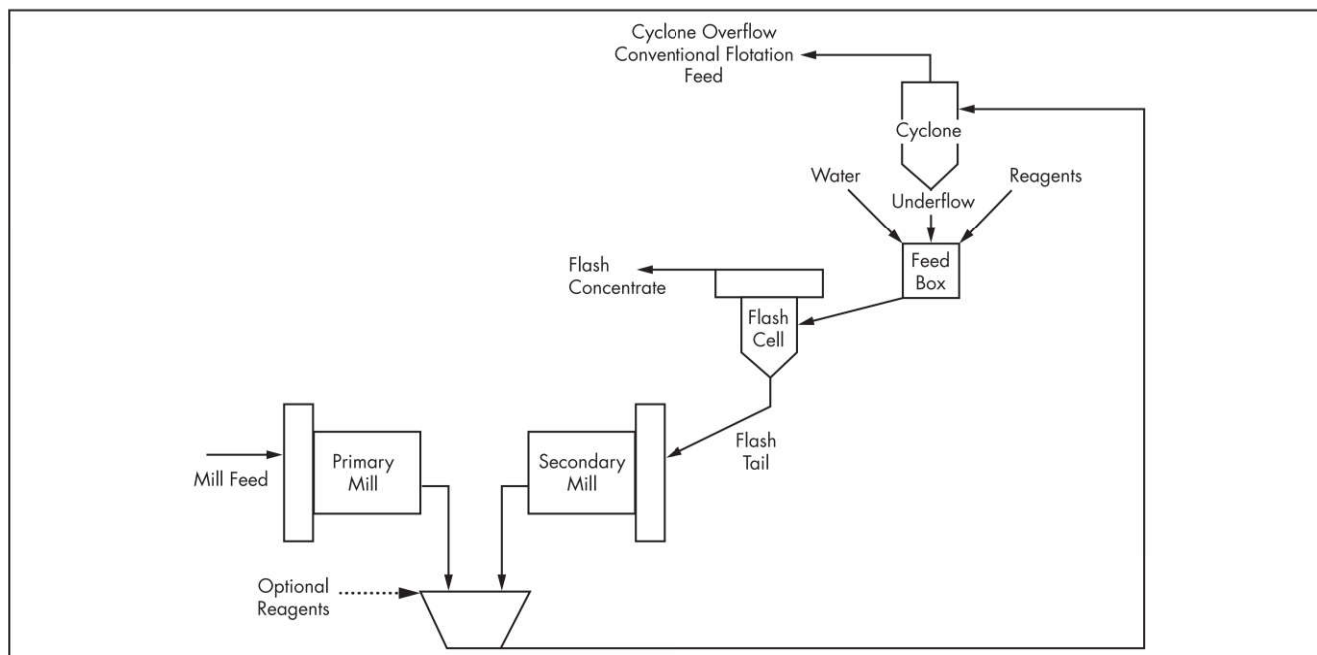 Cyclone Overflow
Conventional Flotation
Feed
Cyclone
Water
Reagents
Underflow
Feed
Box
Flash
Concentrate
Flash
Cell
Flash
Tail
Mill Feed
Primary
Mill
Secondary
Mill
Optional
Reagents